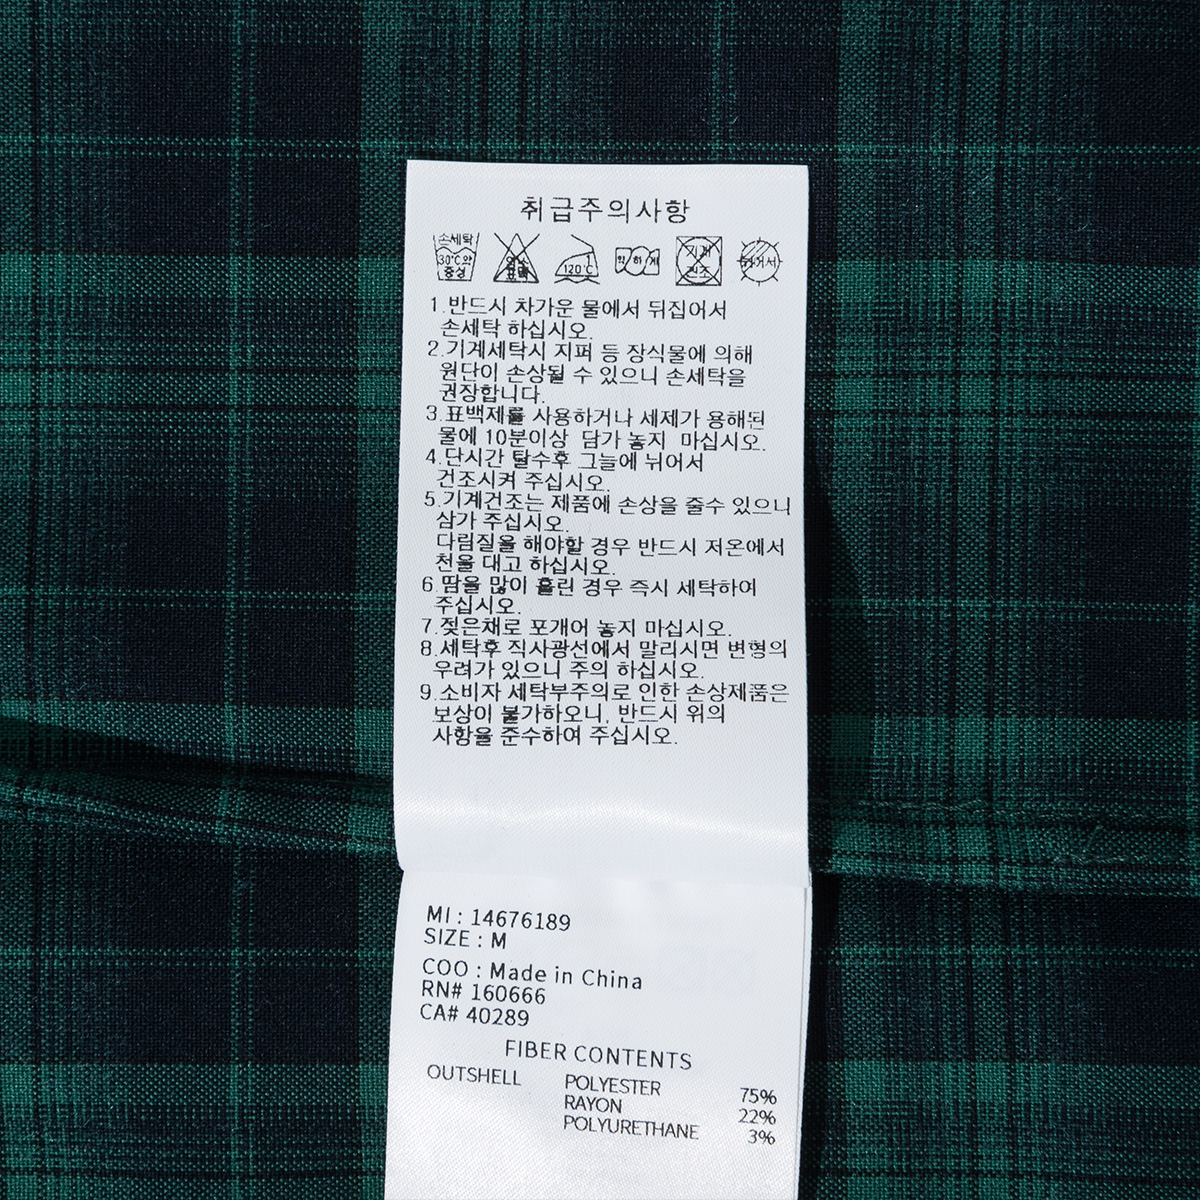 취급주의사항
손세탁
30℃약
중성
염소
표백
120℃
약하게
기계
건조
1.반드시 차가운 물에서 뒤집어서
손세탁 하십시오.
2.기계세탁시 지퍼 등 장식물에 의해
원단이 손상될 수 있으니 손세탁을
권장합니다.
3.표백제를 사용하거나 세제가 용해된
물에 10분이상 담가 놓지 마십시오.
4.단시간 탈수후 그늘에 뉘어서
건조시켜 주십시오.
5.기계건조는 제품에 손상을 줄수 있으니
삼가 주십시오.
다림질을 해야할 경우 반드시 저온에서
천을 대고 하십시오.
6.땀을 많이 흘린 경우 즉시 세탁하여
주십시오.
7.젖은채로 포개어 놓지 마십시오.
8.세탁후 직사광선에서 말리시면 변형의
우려가 있으니 주의 하십시오.
9.소비자 세탁부주의로 인한 손상제품은
보상이 불가하오니, 반드시 위의
사항을 준수하여 주십시오.
MI : 14676189
SIZE : M
COO : Made in China
RN# 160666
CA# 40289
FIBER CONTENTS
OUTSHELL POLYESTER 75%
RAYON 22%
POLYURETHANE 3%